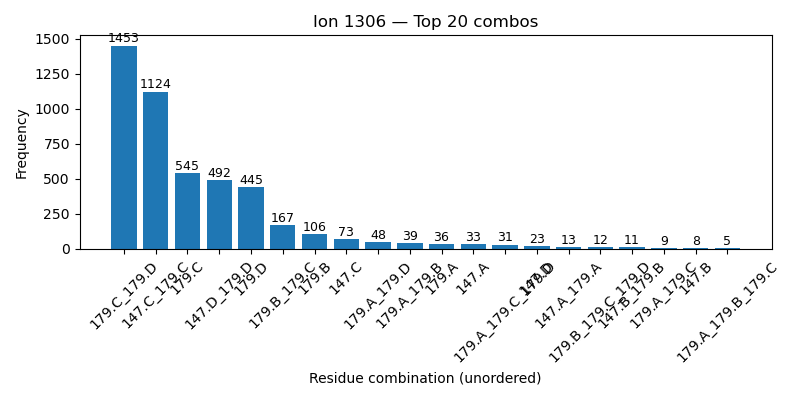 Ion 1306 — Top 20 combos
Frequency
1500
1250
1000
750
500
250
0
1453
1124
545
492
445
167
106
73
48
39
36
33
31
23
13
12
11
9
8
5
179.C_179.D
147.C_179.C
179.C
147.D_179.D
179.D
179.B_179.C
179.B
147.C
179.A_179.D
179.A_179.B
179.A
147.A
179.A_179.C_179.D
147.D
147.A_179.A
179.B_179.C_179.D
147.B_179.B
179.A_179.C
147.B
179.A_179.B_179.C
Residue combination (unordered)